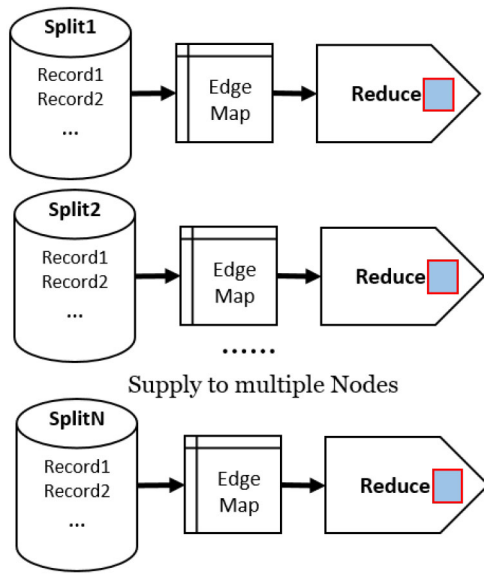 Split1
Record1
Record2
...
Edge
Map
Reduce
Split2
Record1
Record2
...
Edge
Map
Reduce
......
Supply to multiple Nodes
SplitN
Record1
Record2
...
Edge
Map
Reduce